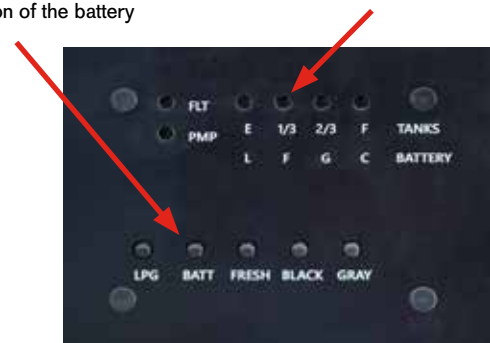 on of the battery
FLT
E 1/3 2/3 F TANKS
PMP
L F G C BATTERY
LPG BATT FRESH BLACK GRAY